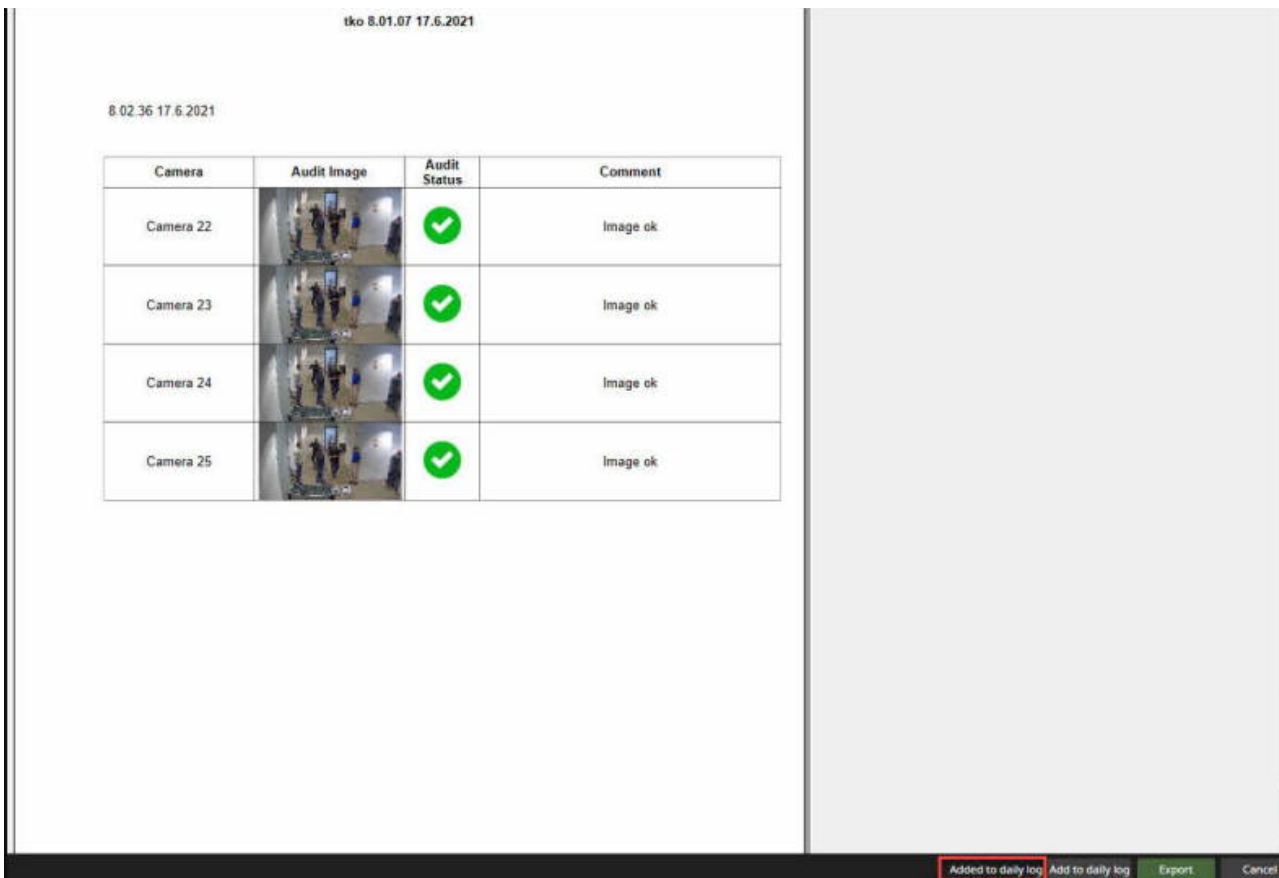 tko 8.01.07 17.6.2021
8.02.36 17.6.2021
Camera Audit Image Audit Status Comment
Camera 22 Image ok
Camera 23 Image ok
Camera 24 Image ok
Camera 25 Image ok
Added to daily log Add to daily log Export Cancel